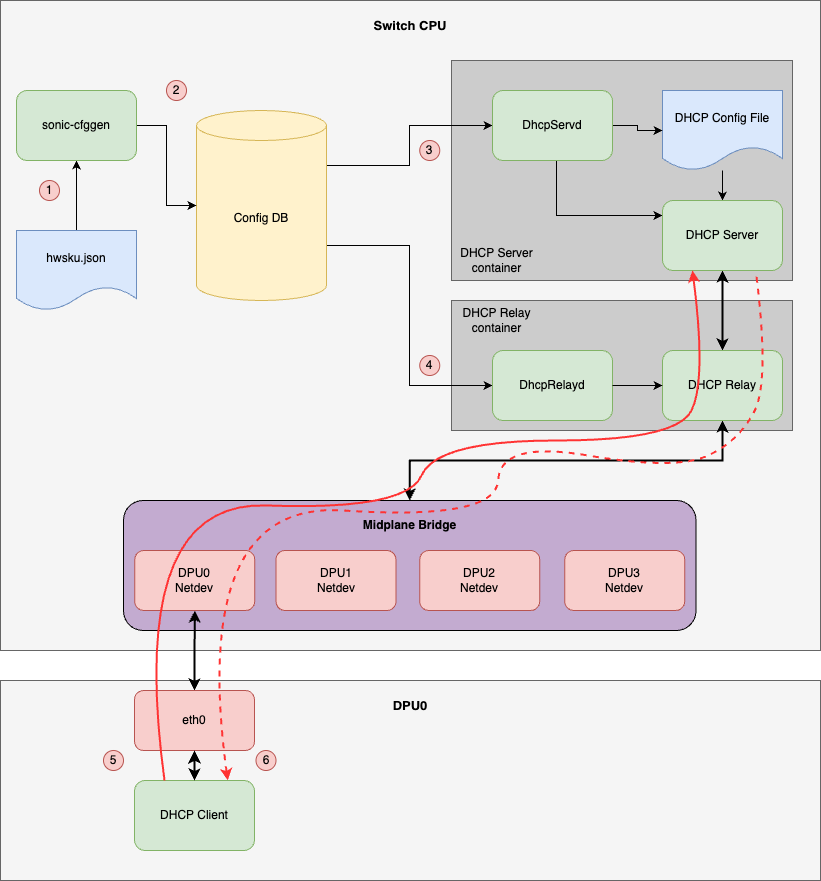 Switch CPU
2
sonic-cfggen
DhcpServd
DHCP Config File
3
1
Config DB
DHCP Server
hwsku.json
DHCP Server
container
DHCP Relay
container
4
DhcpRelayd
DHCP Relay
Midplane Bridge
DPU0
Netdev
DPU1
Netdev
DPU2
Netdev
DPU3
Netdev
DPU0
eth0
5
6
DHCP Client